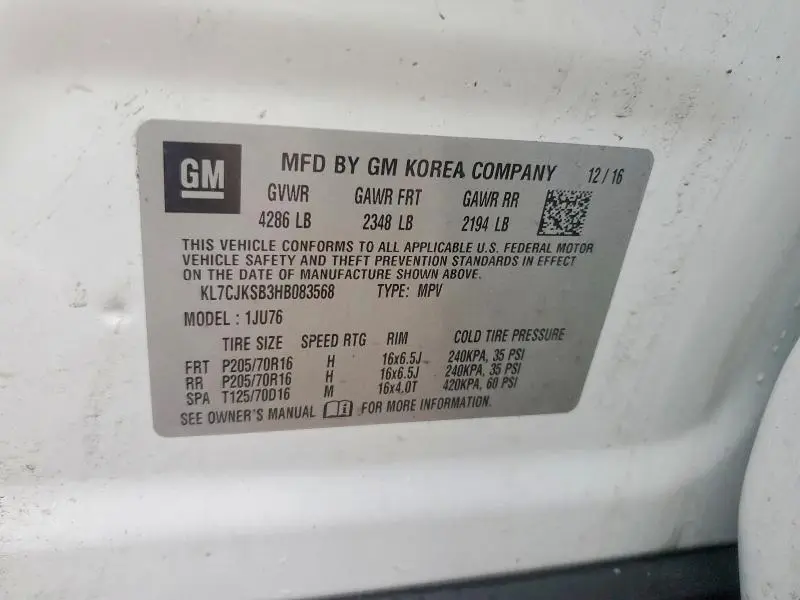 GM MFD BY GM KOREA COMPANY 12/16
GVWR GAWR FRT GAWR RR
4286 LB 2348 LB 2194 LB
THIS VEHICLE CONFORMS TO ALL APPLICABLE U.S. FEDERAL MOTOR
VEHICLE SAFETY AND THEFT PREVENTION STANDARDS IN EFFECT
ON THE DATE OF MANUFACTURE SHOWN ABOVE.
KL7CJKSB3HB083568 TYPE: MPV
MODEL : 1JU76
TIRE SIZE SPEED RTG RIM COLD TIRE PRESSURE
FRT P205/70R16 H 16x6.5J 240KPA, 35 PSI
RR P205/70R16 H 16x6.5J 240KPA, 35 PSI
SPA T125/70D16 M 16x4.0T 420KPA, 60 PSI
SEE OWNER'S MANUAL FOR MORE INFORMATION.